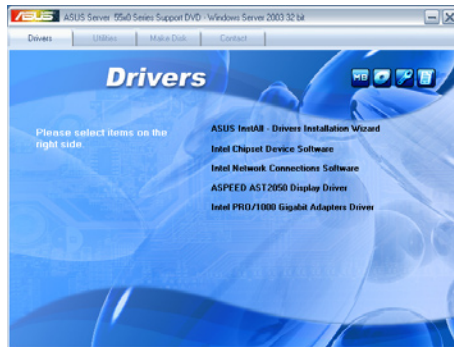 ASUS ASUS Server 55x0 Series Support DVD - Windows Server 2003 32 bit
Drivers Utilities Make Disk Contact
Drivers
MB
Please select items on the right side.
ASUS InstAll - Drivers Installation Wizard
Intel Chipset Device Software
Intel Network Connections Software
ASPEED AST2050 Display Driver
Intel PRO/1000 Gigabit Adapters Driver